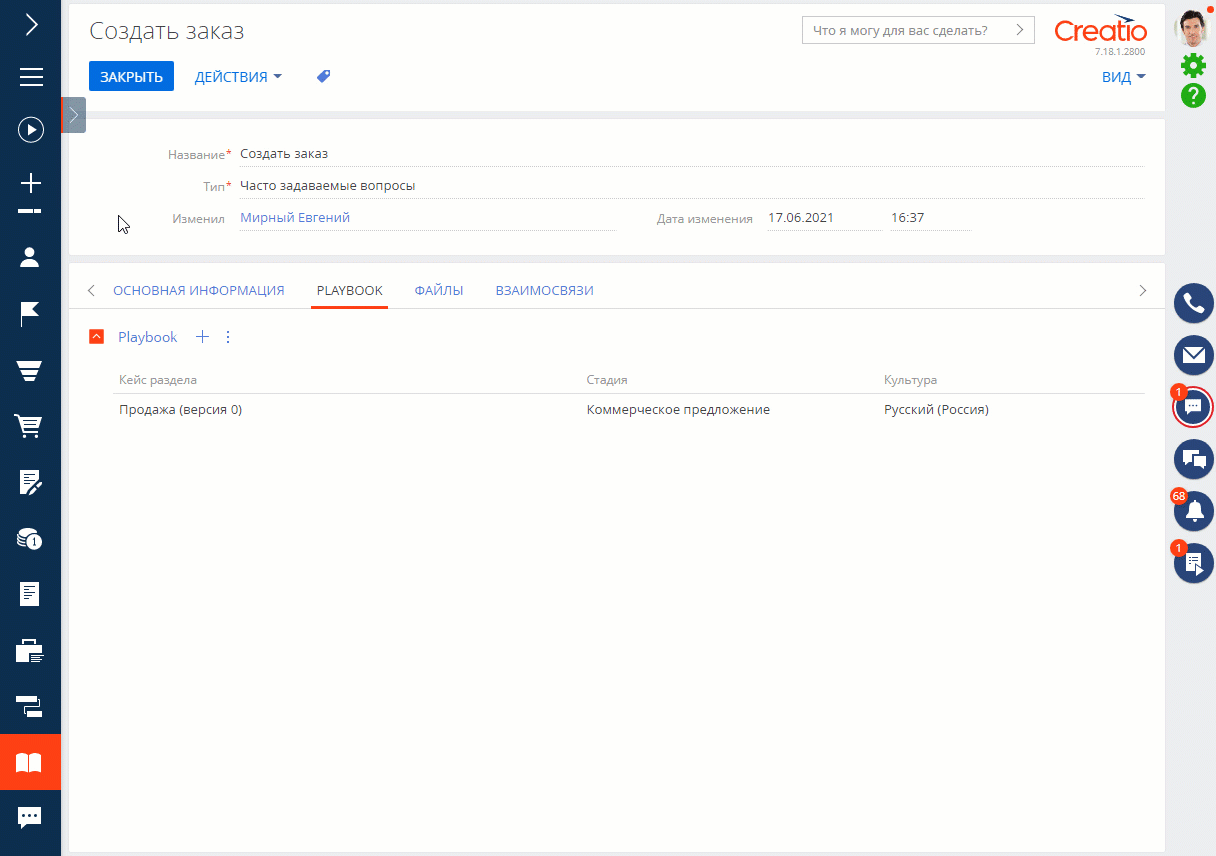 Создать заказ
Что я могу для вас сделать?
Creatio
7.18.1.2800
ЗАКРЫТЬ
ДЕЙСТВИЯ
ВИД
Название*
Создать заказ
Тип*
Часто задаваемые вопросы
Изменил
Мирный Евгений
Дата изменения
17.06.2021
16:37
ОСНОВНАЯ ИНФОРМАЦИЯ
PLAYBOOK
ФАЙЛЫ
ВЗАИМОСВЯЗИ
Playbook
Кейс раздела
Стадия
Культура
Продажа (версия 0)
Коммерческое предложение
Русский (Россия)
1
1
68
1